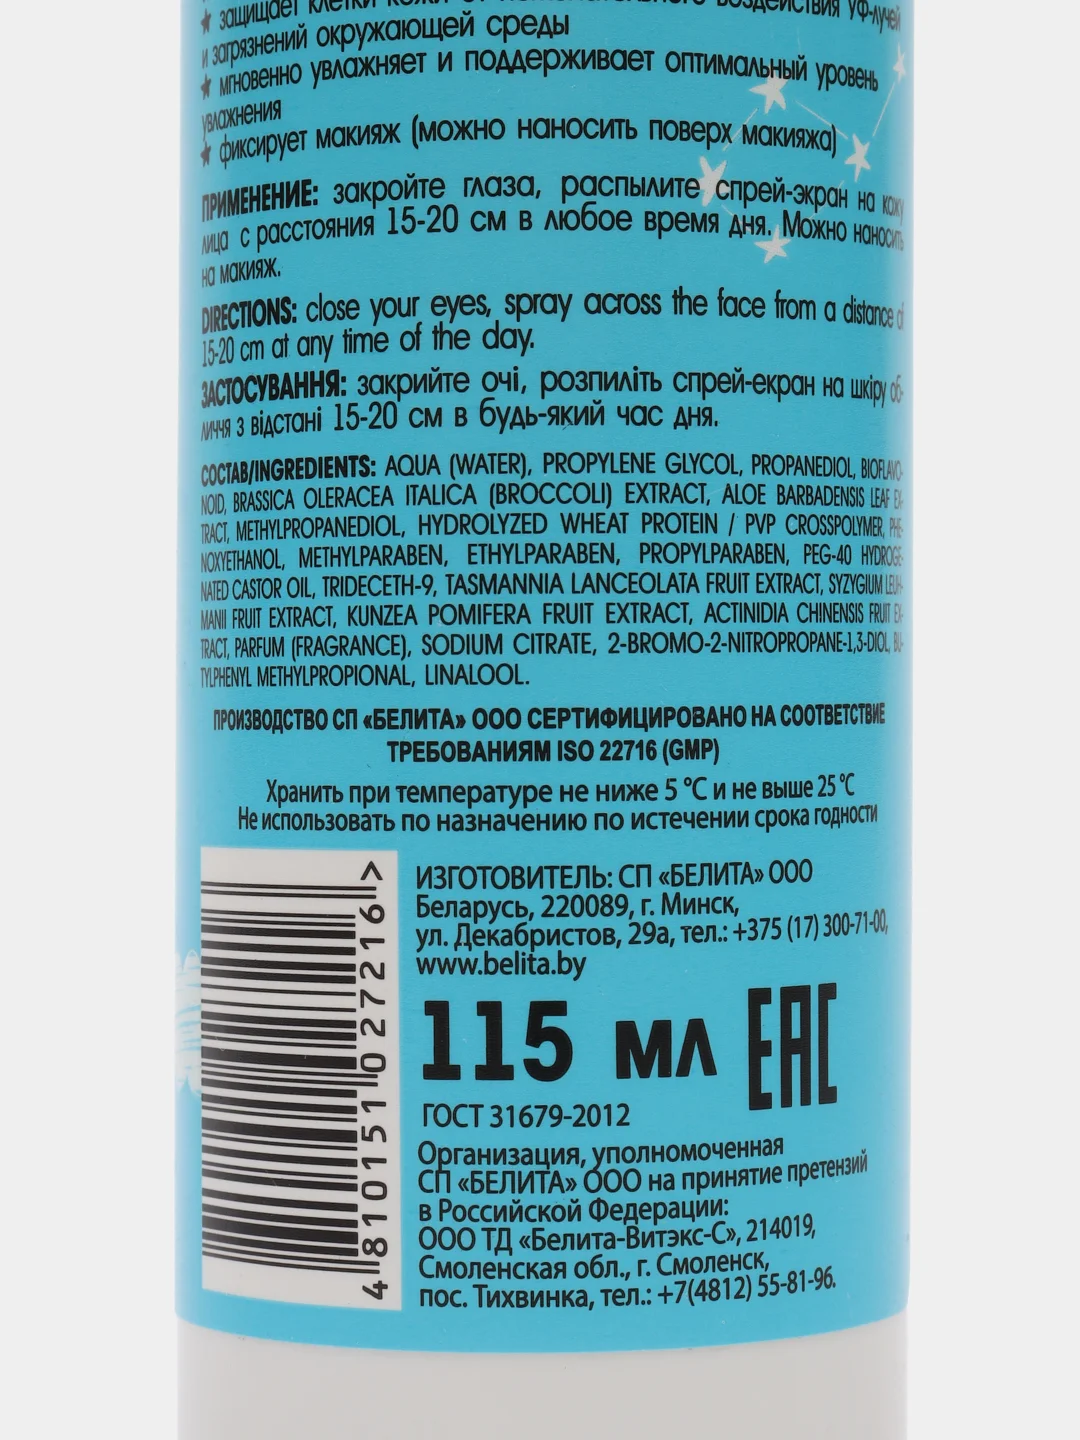 ★ защищает клетки кожи от воздействия УФ-лучей
и загрязнений окружающей среды
★ мгновенно увлажняет и поддерживает оптимальный уровень
увлажнения
★ фиксирует макияж (можно наносить поверх макияжа)
ПРИМЕНЕНИЕ: закройте глаза, распылите спрей-экран на кожу
лица с расстояния 15-20 см в любое время дня. Можно наносить
на макияж.
DIRECTIONS: close your eyes, spray across the face from a distance of
15-20 cm at any time of the day.
ЗАСТОСУВАННЯ: закрийте очі, розпиліть спрей-екран на шкіру об-
личчя з відстані 15-20 см в будь-який час дня.
СОСТАВ/INGREDIENTS: AQUA (WATER), PROPYLENE GLYCOL, PROPANEDIOL, BIOFLAVO-
NOID, BRASSICA OLERACEA ITALICA (BROCCOLI) EXTRACT, ALOE BARBADENSIS LEAF EX-
TRACT, METHYLPROPANEDIOL, HYDROLYZED WHEAT PROTEIN / PVP CROSSPOLYMER, PHE-
NOXYETHANOL, METHYLPARABEN, ETHYLPARABEN, PROPYLPARABEN, PEG-40 HYDROGE-
NATED CASTOR OIL, TRIDECETH-9, TASMANNIA LANCEOLATA FRUIT EXTRACT, SYZYGIUM LEUH-
MANII FRUIT EXTRACT, KUNZEA POMIFERA FRUIT EXTRACT, ACTINIDIA CHINENSIS FRUIT EX-
TRACT, PARFUM (FRAGRANCE), SODIUM CITRATE, 2-BROMO-2-NITROPROPANE-1,3-DIOL, BU-
TYLPHENYL METHYLPROPIONAL, LINALOOL.
ПРОИЗВОДСТВО СП «БЕЛИТА» ООО СЕРТИФИЦИРОВАНО НА СООТВЕТСТВИЕ
ТРЕБОВАНИЯМ ISO 22716 (GMP)
Хранить при температуре не ниже 5 °C и не выше 25 °C
Не использовать по назначению по истечении срока годности
ИЗГОТОВИТЕЛЬ: СП «БЕЛИТА» ООО
Беларусь, 220089, г. Минск,
ул. Декабристов, 29а, тел.: +375 (17) 300-71-00,
www.belita.by
115 мл EAC
ГОСТ 31679-2012
Организация, уполномоченная
СП «БЕЛИТА» ООО на принятие претензий
в Российской Федерации:
ООО ТД «Белита-Витэкс-С», 214019,
Смоленская обл., г. Смоленск,
пос. Тихвинка, тел.: +7(4812) 55-81-96.
4 810151 027216 >